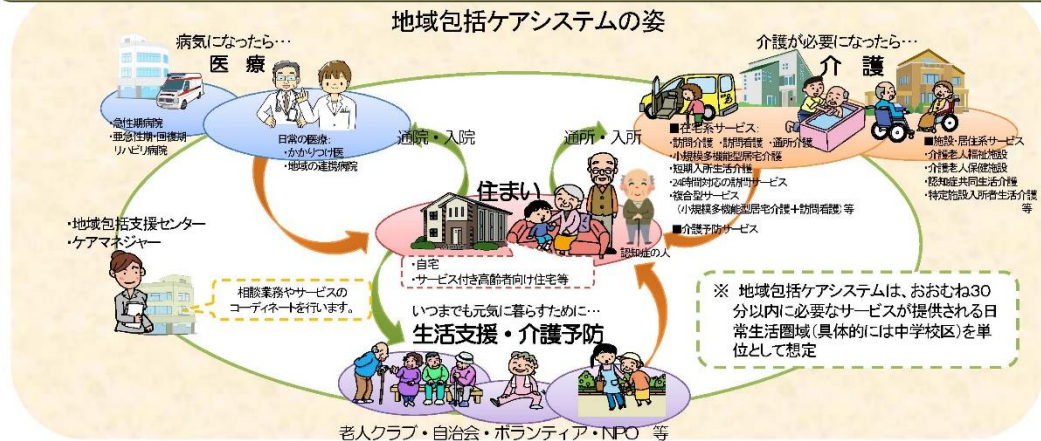 地域包括ケアシステムの姿
病気になったら…
医 療
・急性期病院
・亜急性期・回復期
リハビリ病院
日常の医療:
・かかりつけ医
・地域の連携病院
通院・入院
通所・入所
介護が必要になったら…
介 護
■在宅系サービス:
・訪問介護・訪問看護・通所介護
・小規模多機能型居宅介護
・短期入所生活介護
・24時間対応の訪問サービス
・複合型サービス
(小規模多機能型居宅介護+訪問看護)等
■介護予防サービス
■施設・居住系サービス
・介護老人福祉施設
・介護老人保健施設
・認知症共同生活介護
・特定施設入所者生活介護
等
住まい
・自宅
・サービス付き高齢者向け住宅等
認知症の人
・地域包括支援センター
・ケアマネジャー
相談業務やサービスの
コーディネートを行います。
いつまでも元気に暮らすために…
生活支援・介護予防
老人クラブ・自治会・ボランティア・NPO 等
※ 地域包括ケアシステムは、おおむね30
分以内に必要なサービスが提供される日
常生活圏域(具体的には中学校区)を単
位として想定